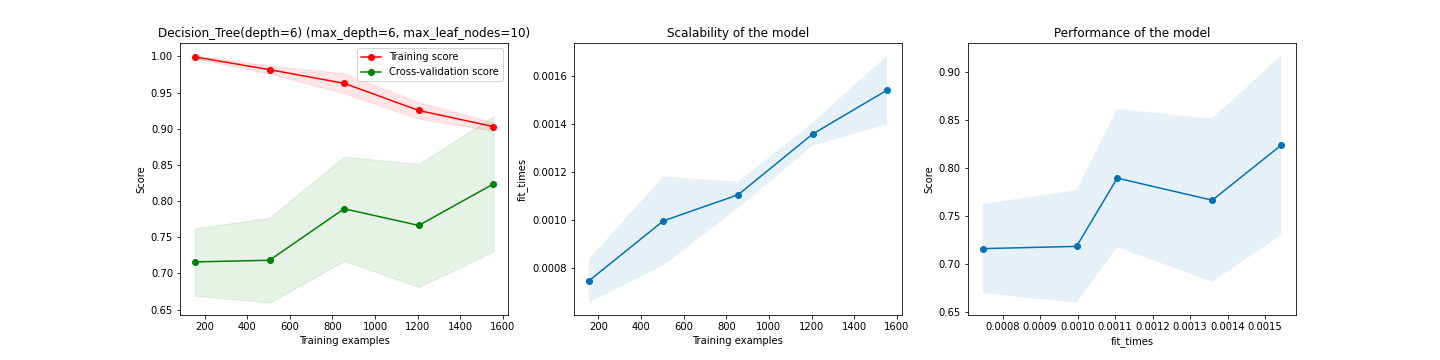 Decision_Tree(depth=6) (max_depth=6, max_leaf_nodes=10)
Training score
Cross-validation score
1.00
0.95
0.90
0.85
0.80
0.75
0.70
0.65
Score
200 400 600 800 1000 1200 1400 1600
Training examples
Scalability of the model
0.0016
0.0014
0.0012
0.0010
0.0008
fit_times
200 400 600 800 1000 1200 1400 1600
Training examples
Performance of the model
0.90
0.85
0.80
0.75
0.70
0.65
Score
0.0008 0.0009 0.0010 0.0011 0.0012 0.0013 0.0014 0.0015
fit_times